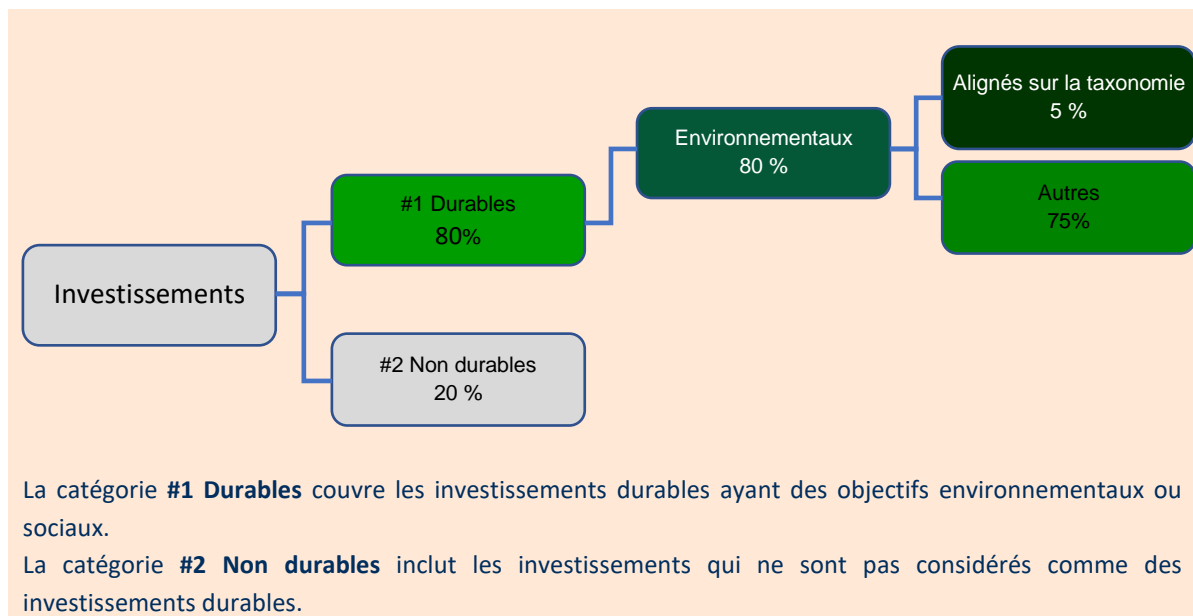 Alignés sur la taxonomie
5 %
Environnementaux
80 %
#1 Durables
80%
Autres
75%
Investissements
#2 Non durables
20 %
La catégorie #1 Durables couvre les investissements durables ayant des objectifs environnementaux ou
sociaux.
La catégorie #2 Non durables inclut les investissements qui ne sont pas considérés comme des
investissements durables.